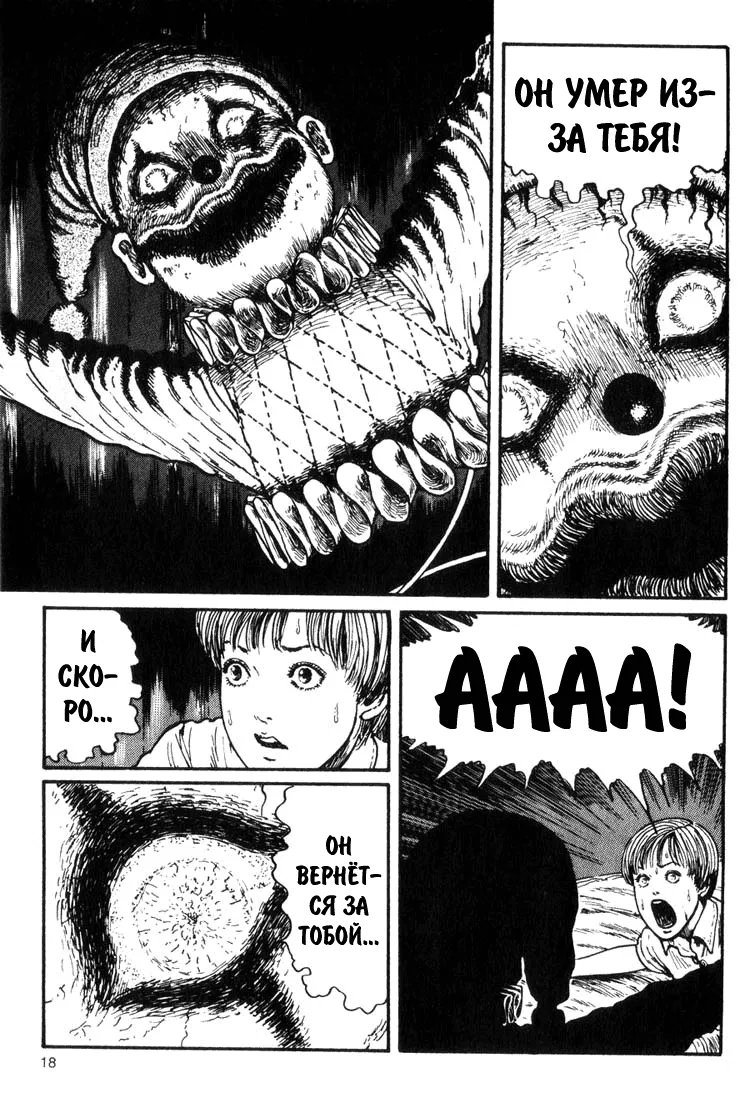 ОН УМЕР ИЗ-
ЗА ТЕБЯ!
И
СКО-
РО...
АААА!
ОН
ВЕРНЁТ-
СЯ ЗА
ТОБОЙ...
18